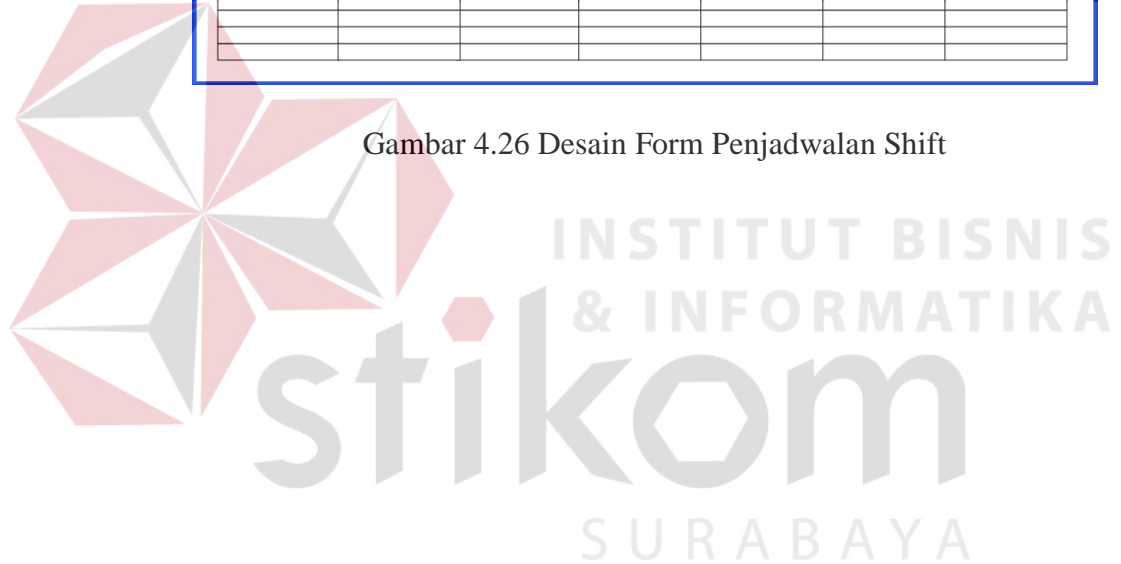 Gambar 4.26 Desain Form Penjadwalan Shift
INSTITUT BISNIS
& INFORMATIKA
stikom
SURABAYA